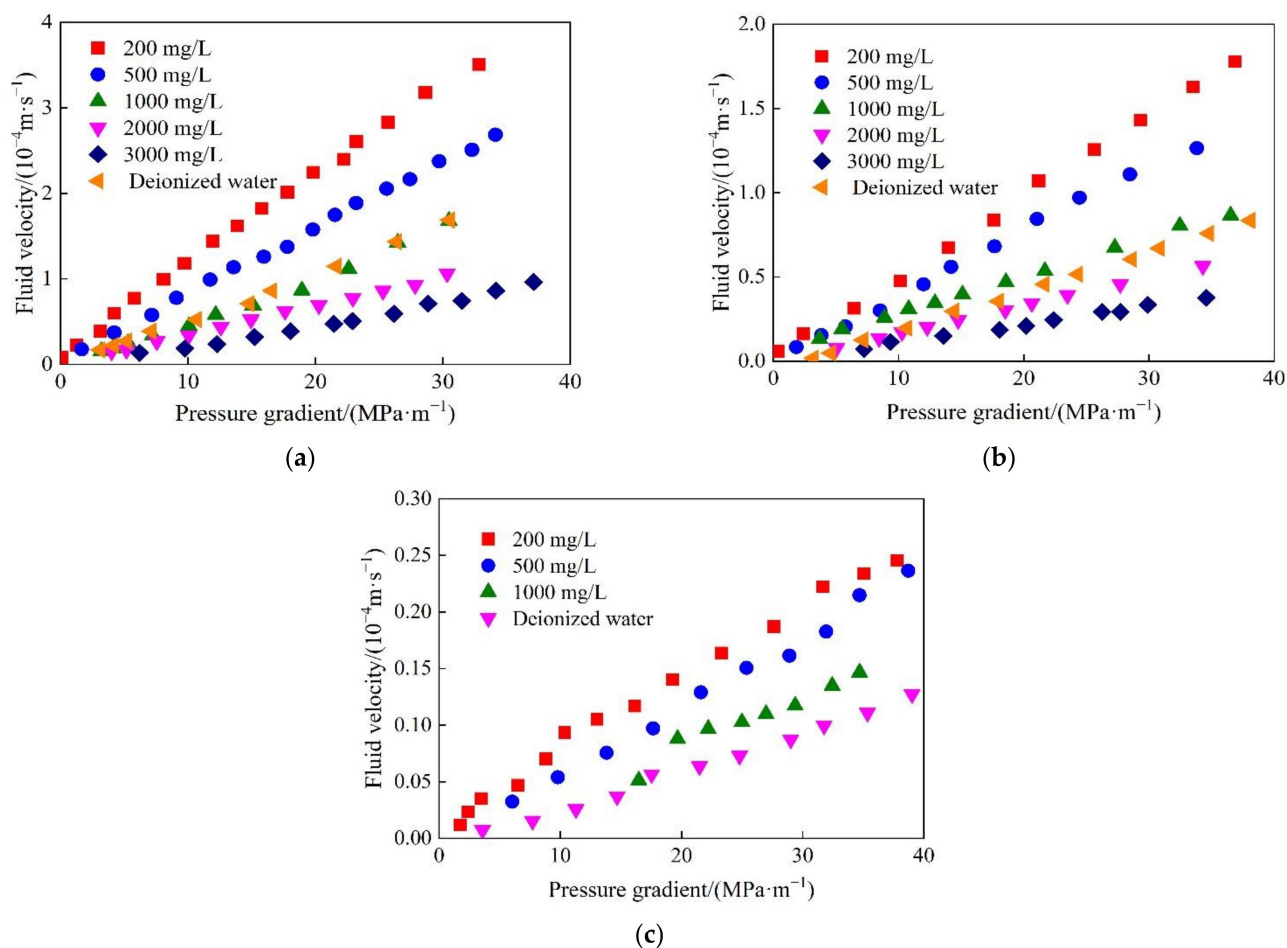 4
3
2
1
0
200 mg/L
500 mg/L
1000 mg/L
2000 mg/L
3000 mg/L
Deionized water
Fluid velocity/(10⁻⁴m·s⁻¹)
0 10 20 30 40
Pressure gradient/(MPa·m⁻¹)
(a)
2.0
1.5
1.0
0.5
0.0
200 mg/L
500 mg/L
1000 mg/L
2000 mg/L
3000 mg/L
Deionized water
Fluid velocity/(10⁻⁴m·s⁻¹)
0 10 20 30 40
Pressure gradient/(MPa·m⁻¹)
(b)
0.30
0.25
0.20
0.15
0.10
0.05
0.00
200 mg/L
500 mg/L
1000 mg/L
Deionized water
Fluid velocity/(10⁻⁴m·s⁻¹)
0 10 20 30 40
Pressure gradient/(MPa·m⁻¹)
(c)